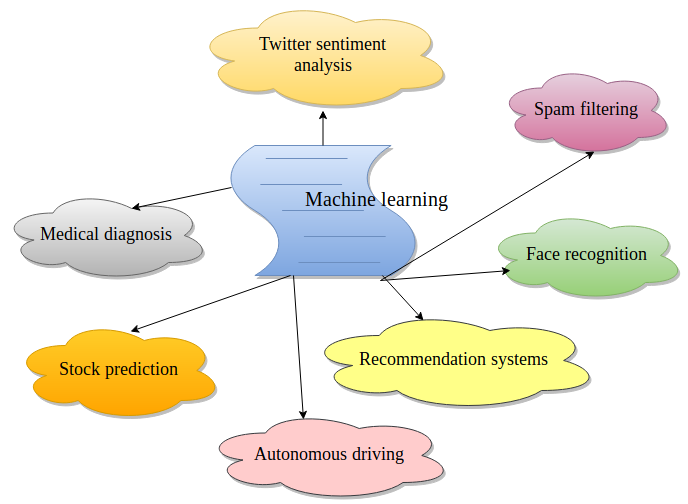 Twitter sentiment
analysis
Spam filtering
Machine learning
Medical diagnosis
Face recognition
Stock prediction
Recommendation systems
Autonomous driving